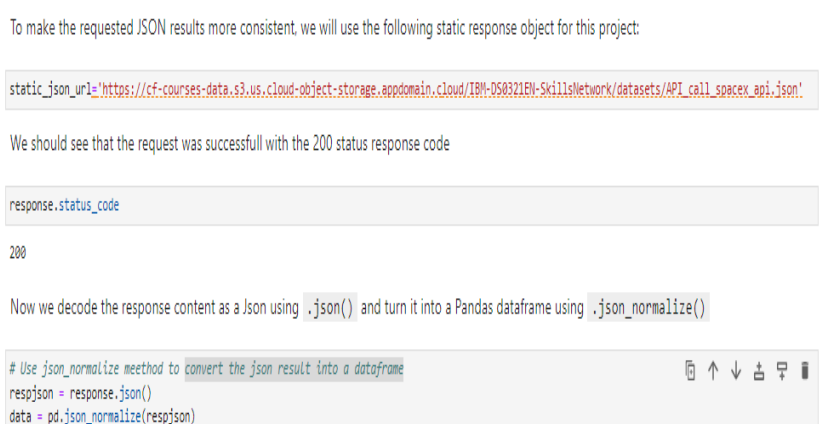 To make the requested JSON results more consistent, we will use the following static response object for this project:
static_json_url='https://cf-courses-data.s3.us.cloud-object-storage.appdomain.cloud/IBM-DS0321EN-SkillsNetwork/datasets/API_call_spacex_api.json'
We should see that the request was successfull with the 200 status response code
response.status_code
200
Now we decode the response content as a Json using .json() and turn it into a Pandas dataframe using .json_normalize()
# Use json_normalize meethod to convert the json result into a dataframe
respjson = response.json()
data = pd.json_normalize(respjson)